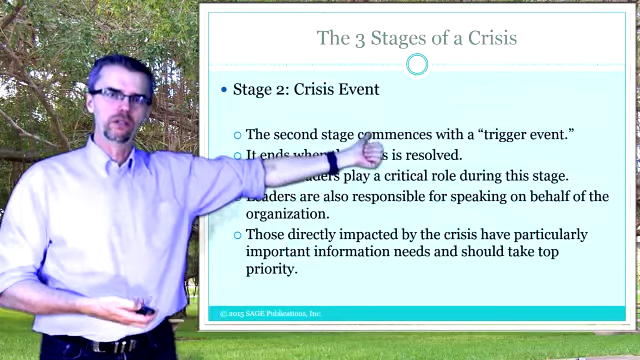 The 3 Stages of a Crisis
Stage 2: Crisis Event
The second stage commences with a “trigger event.”
It ends when the is resolved.
play a critical role during this stage.
Leaders are also responsible for speaking on behalf of the
organization.
Those directly impacted by the crisis have particularly
important information needs and should take top
priority.
© 2015 SAGE Publications, Inc.